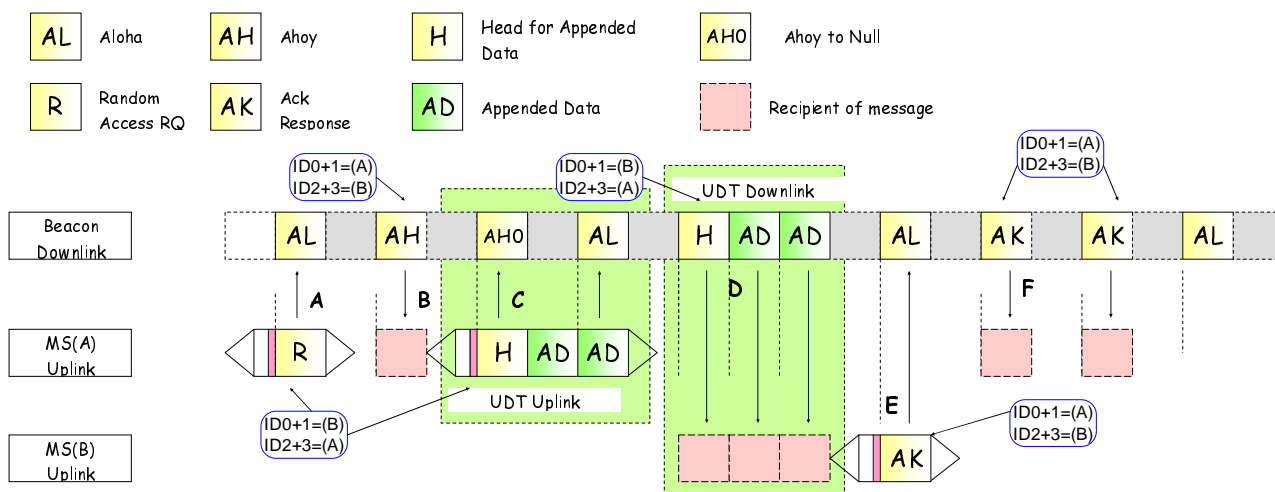 AL Aloha
AH Ahoy
H Head for Appended
Data
AH0 Ahoy to Null
R Random
Access RQ
AK Ack
Response
AD Appended Data
Recipient of message
ID0+1=(A)
ID2+3=(B)
ID0+1=(B)
ID2+3=(A)
UDT Downlink
ID0+1=(A)
ID2+3=(B)
Beacon
Downlink
AL AH AH0 AL H AD AD AL AK AK AL
A B C D F
MS(A)
Uplink
R H AD AD
UDT Uplink
E
ID0+1=(B)
ID2+3=(A)
ID0+1=(A)
ID2+3=(B)
MS(B)
Uplink
AK